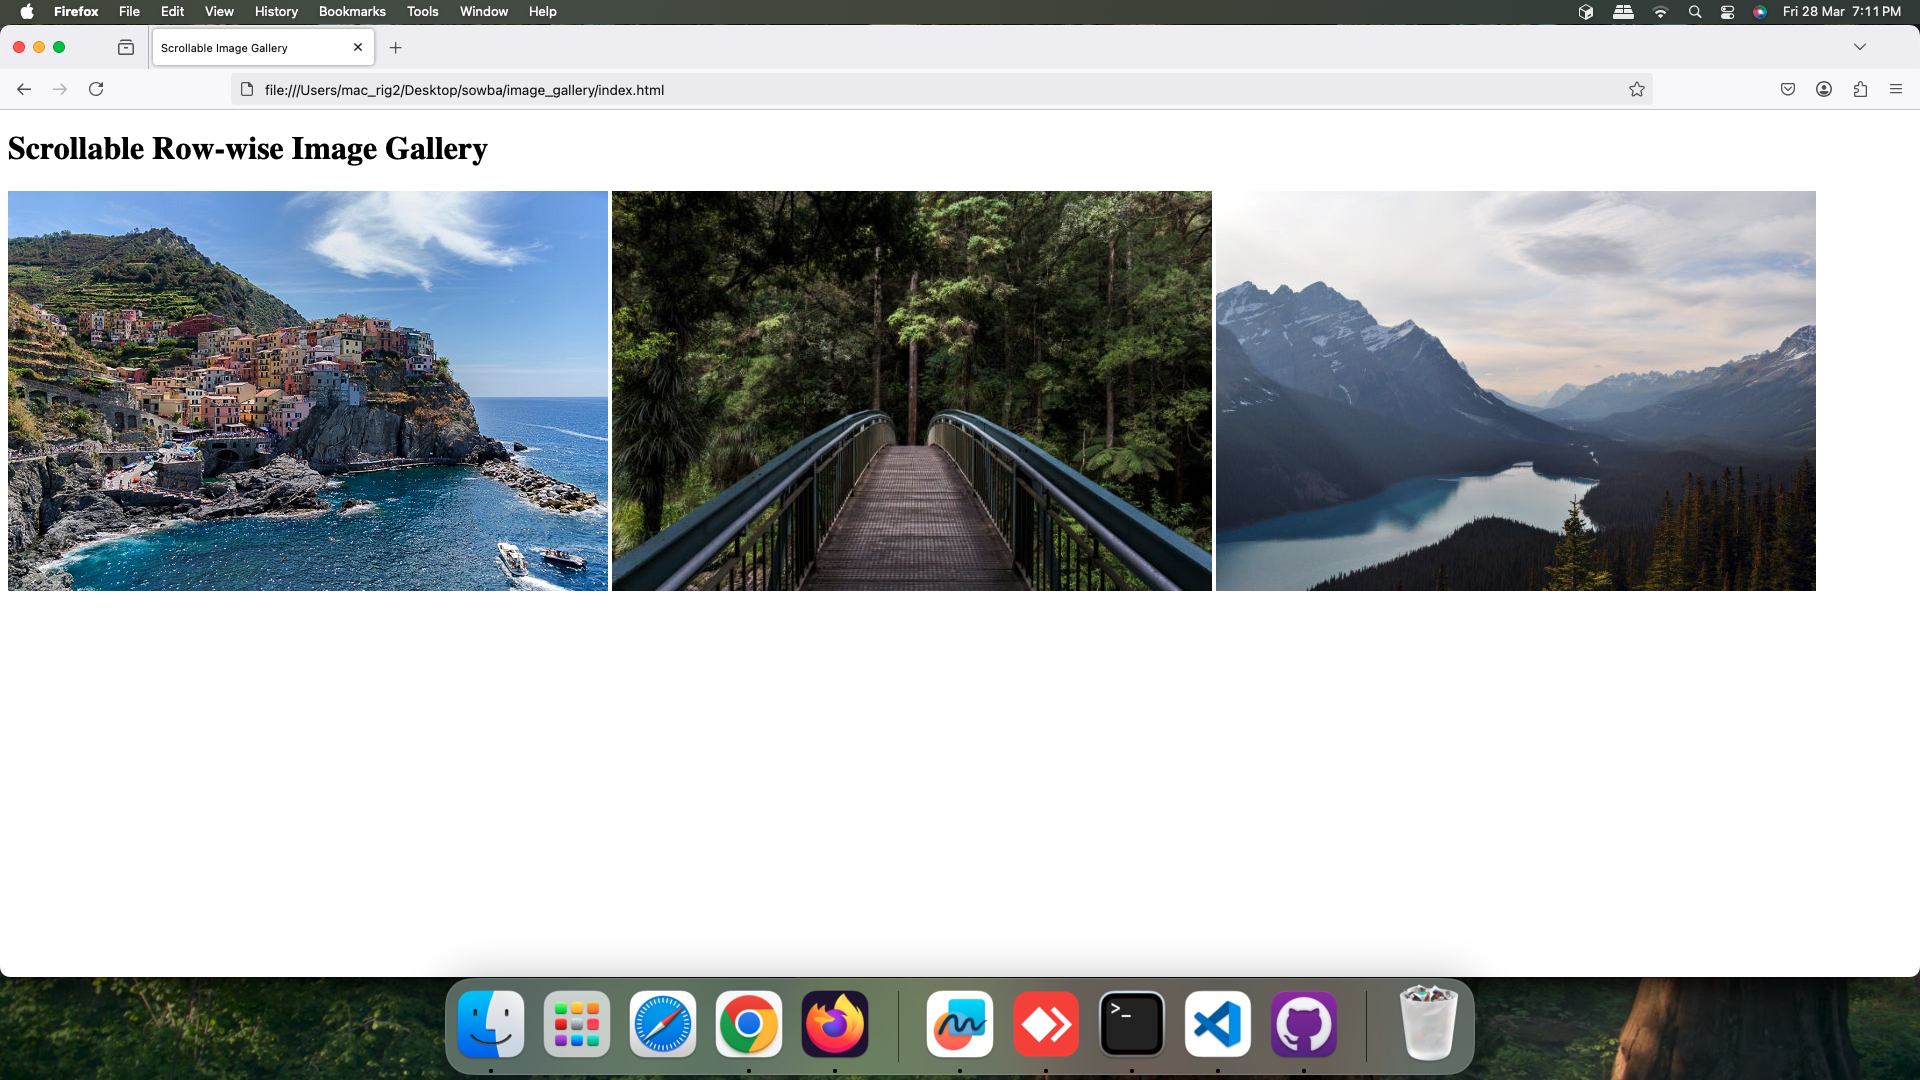 Firefox File Edit View History Bookmarks Tools Window Help Fri 28 Mar 7:11 PM
Scrollable Image Gallery
file:///Users/mac_rig2/Desktop/sowba/image_gallery/index.html
Scrollable Row-wise Image Gallery
>_